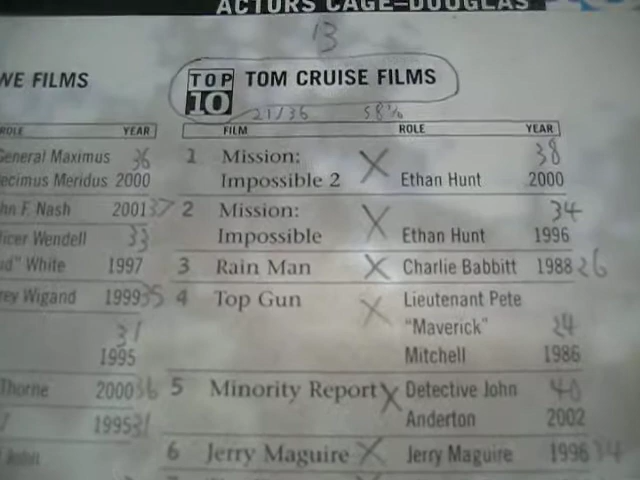 ACTORS CAGE–DOUGLAS
13
WE FILMS
ROLE YEAR
General Maximus 36
Decimus Meridus 2000
John F. Nash 2001 37
Officer Wendell 33
"Bud" White 1997
Jeffrey Wigand 1999 35
31
1995
Thorne 2000 36
1995 31
John
TOP 10 TOM CRUISE FILMS
21/36 58%
FILM ROLE YEAR
1 Mission: 38
Impossible 2 X Ethan Hunt 2000
2 Mission: 34
Impossible X Ethan Hunt 1996
3 Rain Man X Charlie Babbitt 1988 26
4 Top Gun X Lieutenant Pete
"Maverick" 24
Mitchell 1986
5 Minority Report X Detective John 40
Anderton 2002
6 Jerry Maguire X Jerry Maguire 1996 34